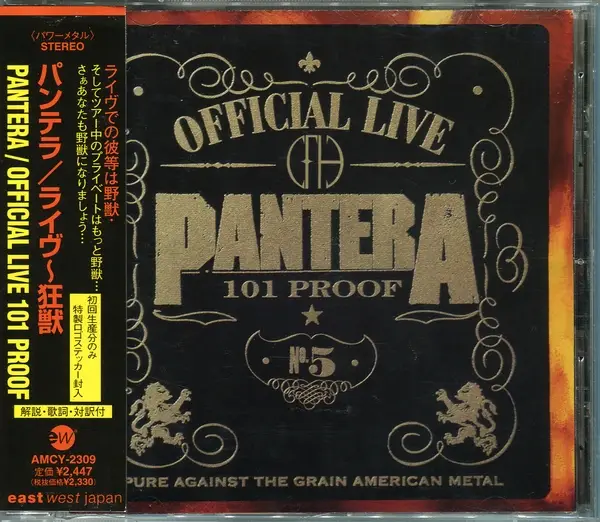 〈パワーメタル〉
STEREO
ライヴでの彼等は野獣・
そしてツアー中のプライベートはもっと野獣…
さぁあなたも野獣になりましょう…
パンテラ／ライヴ〜狂獣
PANTERA / OFFICIAL LIVE 101 PROOF
初回生産分のみ
特製ロゴステッカー封入
解説・歌詞・対訳付
ew
AMCY-2309
定価¥2,447
(税抜価格¥2,330)
east west japan
OFFICIAL LIVE
CFH
PANTERA
101 PROOF
Nº.5
PURE AGAINST THE GRAIN AMERICAN METAL